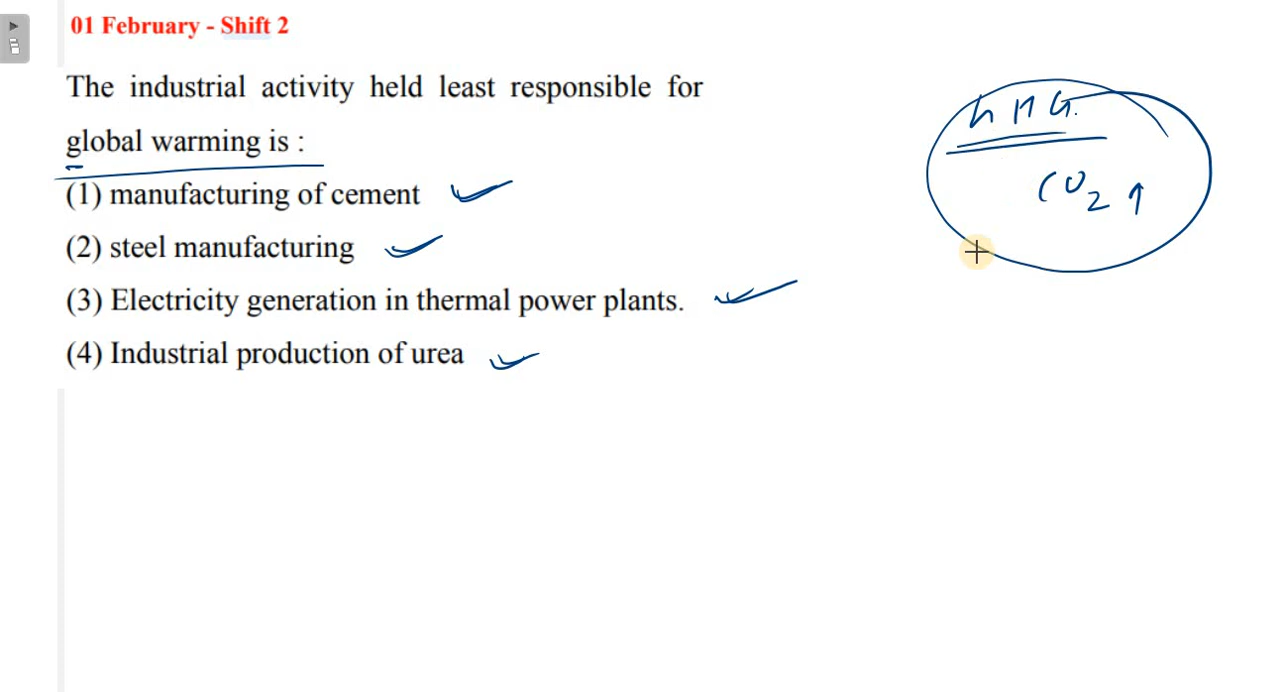 01 February - Shift 2
The industrial activity held least responsible for
global warming is :
(1) manufacturing of cement
(2) steel manufacturing
(3) Electricity generation in thermal power plants.
(4) Industrial production of urea
CO2 ↑